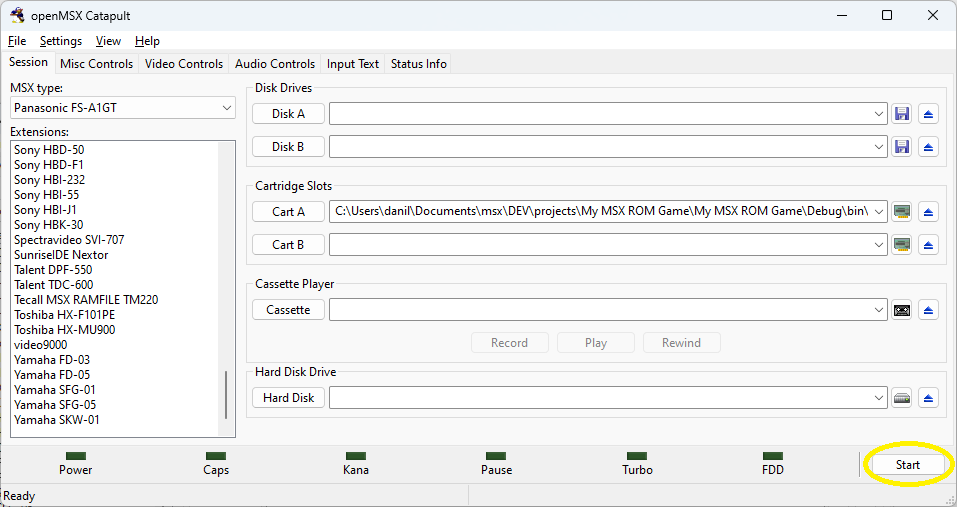 openMSX Catapult
File Settings View Help
Session Misc Controls Video Controls Audio Controls Input Text Status Info
MSX type:
Panasonic FS-A1GT
Extensions:
Sony HBD-50
Sony HBD-F1
Sony HBI-232
Sony HBI-55
Sony HBI-J1
Sony HBK-30
Spectravideo SVI-707
SunriseIDE Nextor
Talent DPF-550
Talent TDC-600
Tecall MSX RAMFILE TM220
Toshiba HX-F101PE
Toshiba HX-MU900
video9000
Yamaha FD-03
Yamaha FD-05
Yamaha SFG-01
Yamaha SFG-05
Yamaha SKW-01
Disk Drives
Disk A
Disk B
Cartridge Slots
Cart A C:\Users\danil\Documents\msx\DEV\projects\My MSX ROM Game\My MSX ROM Game\Debug\bin\
Cart B
Cassette Player
Cassette
Record Play Rewind
Hard Disk Drive
Hard Disk
Power Caps Kana Pause Turbo FDD Start
Ready